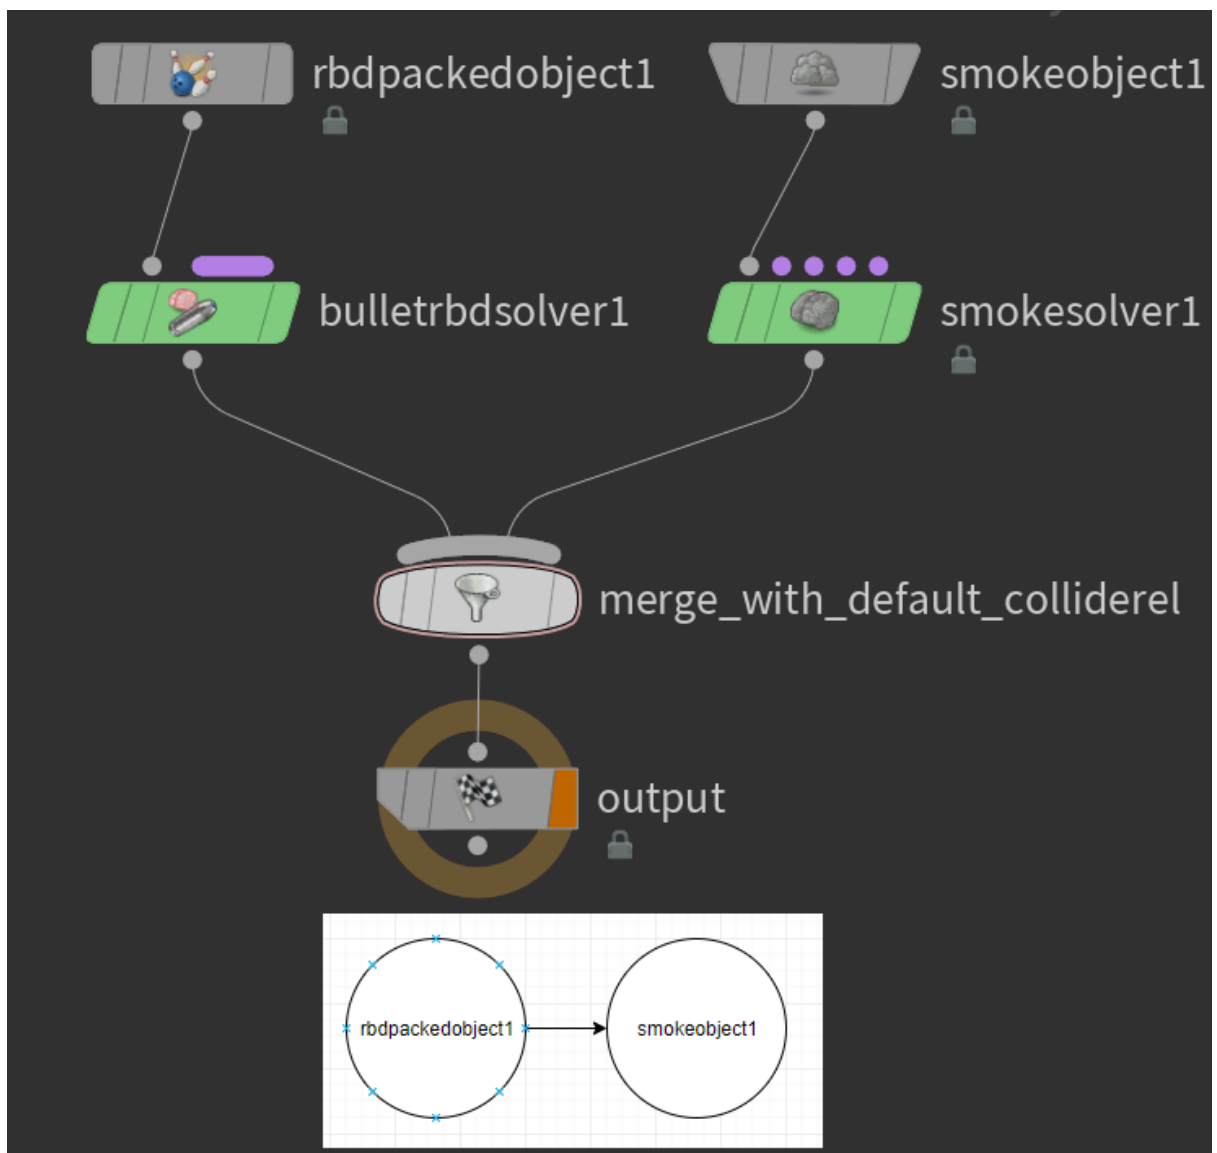 rbdpackedobject1
smokeobject1
bulletrbdsolver1
smokesolver1
merge_with_default_colliderel
output
rbdpackedobject1
smokeobject1